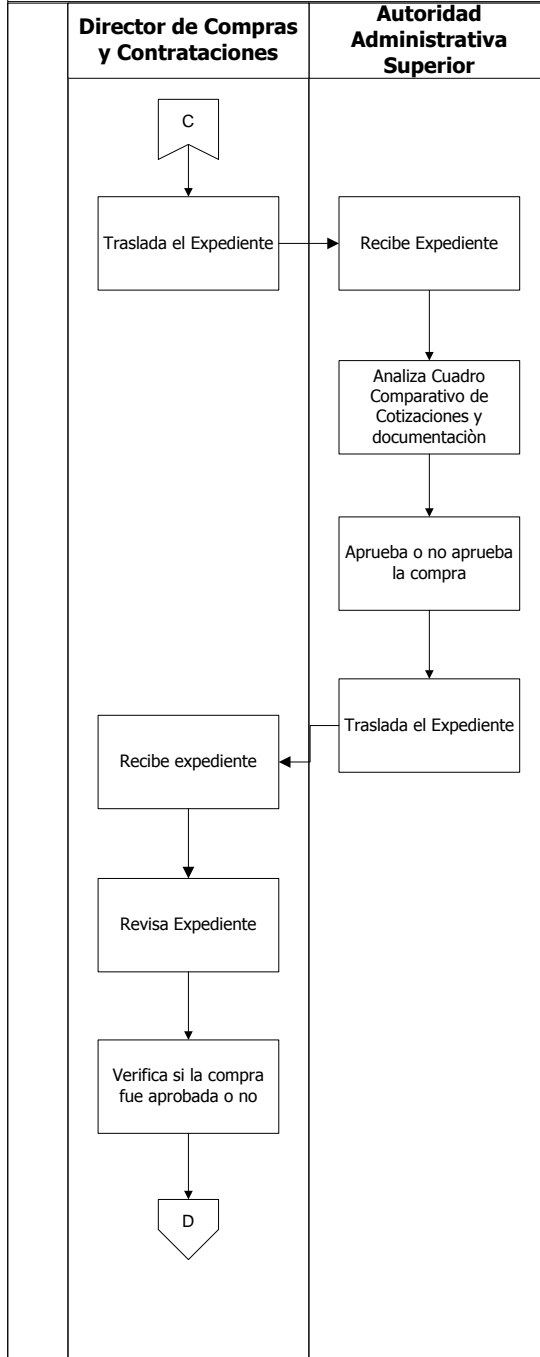 Director de Compras
y Contrataciones
Autoridad
Administrativa
Superior
C
Traslada el Expediente
Recibe Expediente
Analiza Cuadro
Comparativo de
Cotizaciones y
documentaciòn
Aprueba o no aprueba
la compra
Traslada el Expediente
Recibe expediente
Revisa Expediente
Verifica si la compra
fue aprobada o no
D